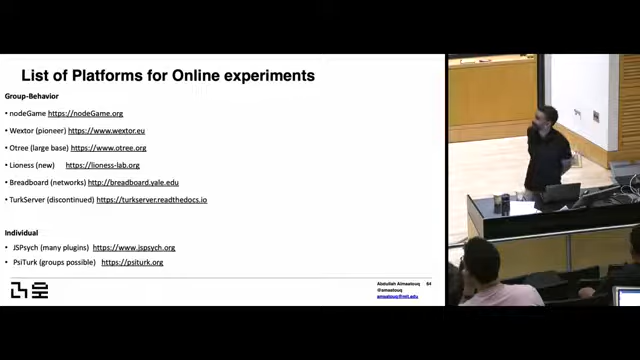 List of Platforms for Online experiments
Group-Behavior
• nodeGame https://nodeGame.org
• Wextor (pioneer) https://www.wextor.eu
• Otree (large base) https://www.otree.org
• Lioness (new) https://lioness-lab.org
• Breadboard (networks) http://breadboard.yale.edu
• TurkServer (discontinued) https://turkserver.readthedocs.io
Individual
• JSPsych (many plugins) https://www.jspsych.org
• PsiTurk (groups possible) https://psiturk.org
Abdullah Almaatouq 64
@amaatouq
amaatouq@mit.edu